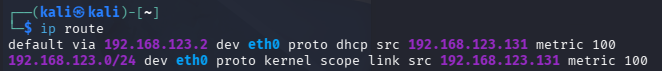 ┌──(kali㉿kali)-[~]
└─$ ip route
default via 192.168.123.2 dev eth0 proto dhcp src 192.168.123.131 metric 100
192.168.123.0/24 dev eth0 proto kernel scope link src 192.168.123.131 metric 100